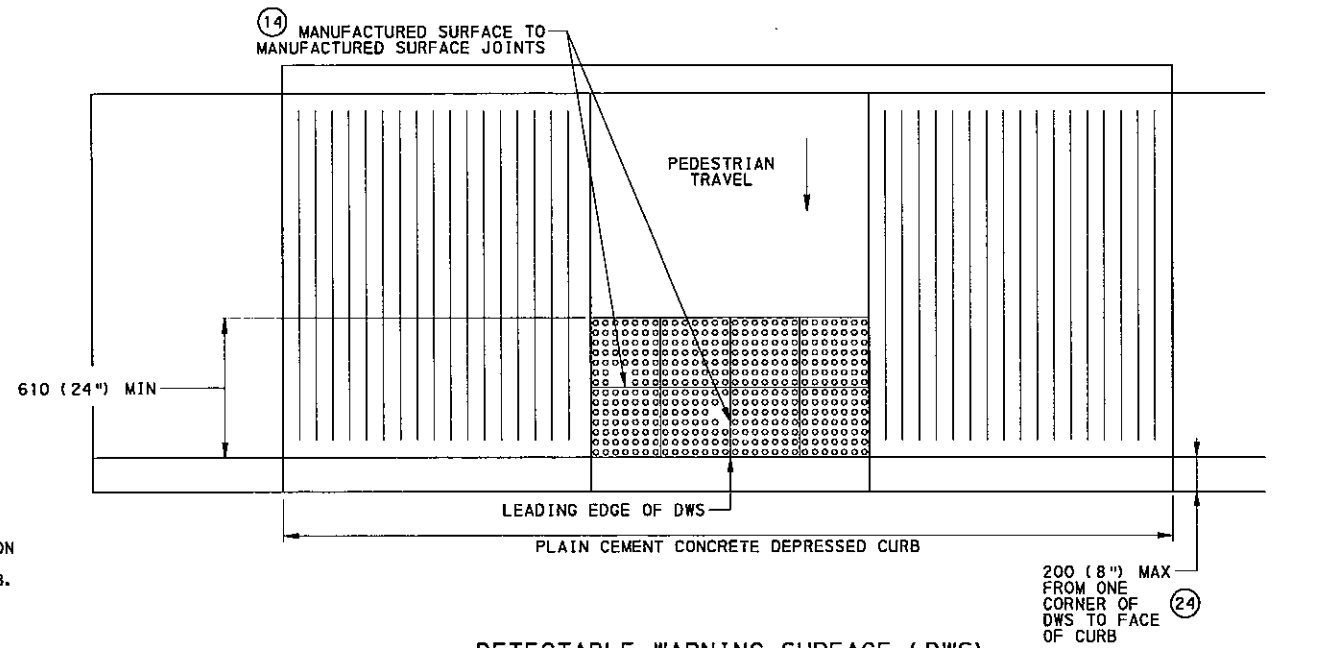 14 MANUFACTURED SURFACE TO
MANUFACTURED SURFACE JOINTS
PEDESTRIAN
TRAVEL
610 (24") MIN
LEADING EDGE OF DWS
PLAIN CEMENT CONCRETE DEPRESSED CURB
200 (8") MAX
FROM ONE
CORNER OF 24
DWS TO FACE
OF CURB
DETECTABLE WARNING SURFACE (DWS)